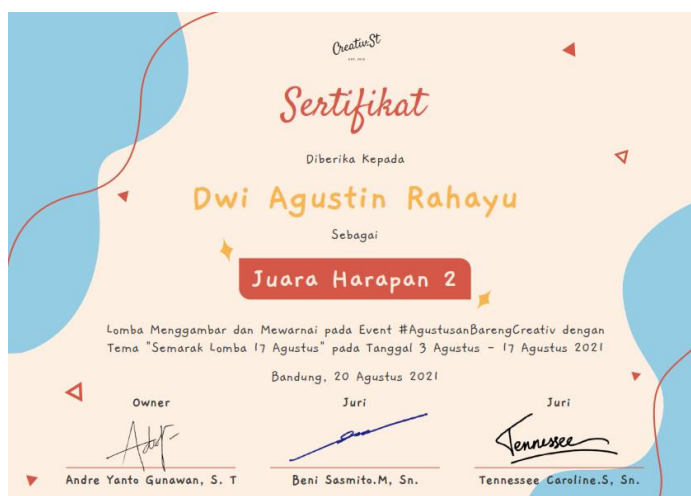 Creativ.St
Sertifikat
Diberika Kepada
Dwi Agustin Rahayu
Sebagai
Juara Harapan 2
Lomba Menggambar dan Mewarnai pada Event #AgustusanBarengCreativ dengan
Tema "Semarak Lomba 17 Agustus" pada Tanggal 3 Agustus - 17 Agustus 2021
Bandung, 20 Agustus 2021
Owner Juri Juri
Tennessee
Andre Yanto Gunawan, S. T Beni Sasmito.M, Sn. Tennessee Caroline.S, Sn.